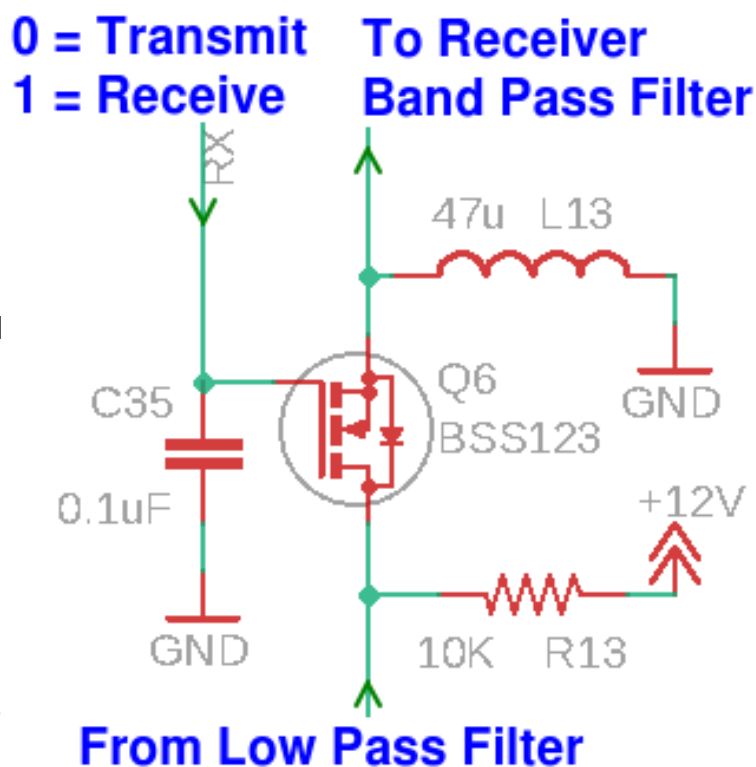 0 = Transmit
1 = Receive
To Receiver
Band Pass Filter
RX
47u L13
GND
C35
0.1uF
GND
Q6
BSS123
+12V
10K R13
From Low Pass Filter